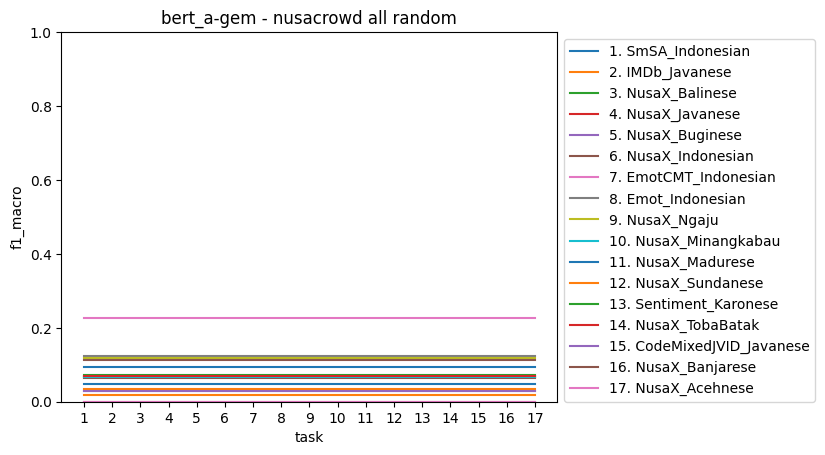 bert_a-gem - nusacrowd all random
f1_macro
1.0
0.8
0.6
0.4
0.2
0.0
1 2 3 4 5 6 7 8 9 10 11 12 13 14 15 16 17
task
1. SmSA_Indonesian
2. IMDb_Javanese
3. NusaX_Balinese
4. NusaX_Javanese
5. NusaX_Buginese
6. NusaX_Indonesian
7. EmotCMT_Indonesian
8. Emot_Indonesian
9. NusaX_Ngaju
10. NusaX_Minangkabau
11. NusaX_Madurese
12. NusaX_Sundanese
13. Sentiment_Karonese
14. NusaX_TobaBatak
15. CodeMixedJVID_Javanese
16. NusaX_Banjarese
17. NusaX_Acehnese